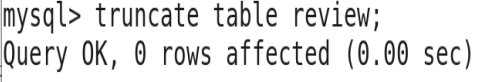 mysql> truncate table review;
Query OK, 0 rows affected (0.00 sec)